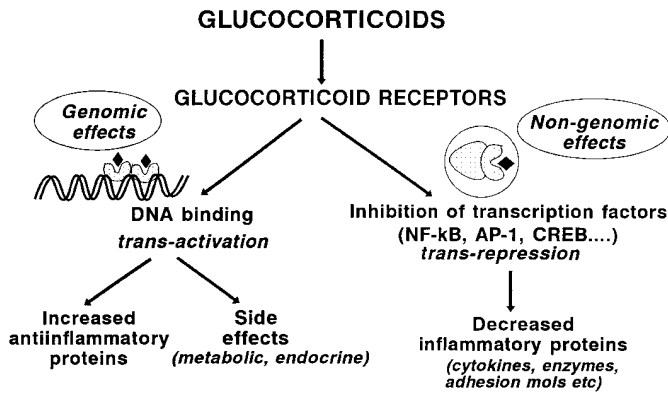 GLUCOCORTICOIDS
GLUCOCORTICOID RECEPTORS
Genomic
effects
Non-genomic
effects
DNA binding
trans-activation
Inhibition of transcription factors
(NF-kB, AP-1, CREB....)
trans-repression
Increased
antiinflammatory
proteins
Side
effects
(metabolic, endocrine)
Decreased
inflammatory proteins
(cytokines, enzymes,
adhesion mols etc)